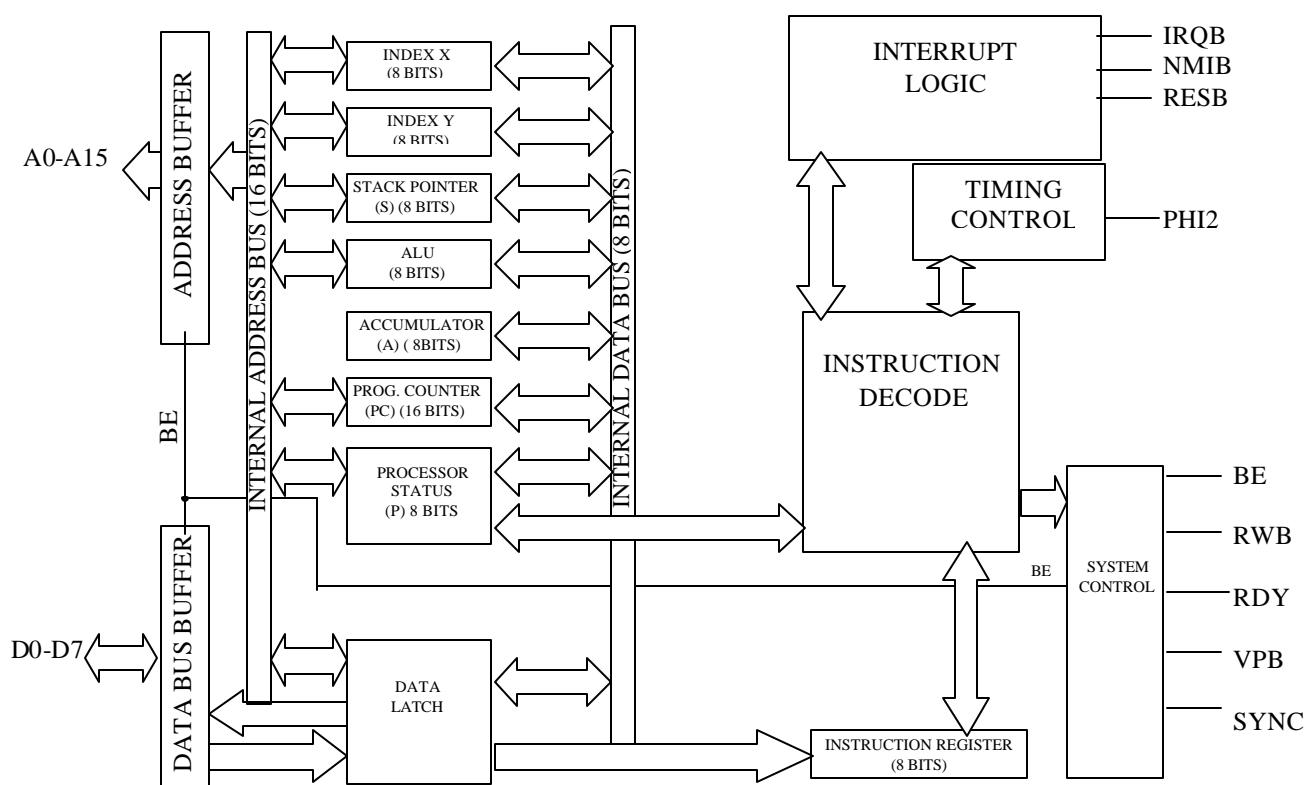 A0-A15
ADDRESS BUFFER
BE
DATA BUS BUFFER
D0-D7
INTERNAL ADDRESS BUS (16 BITS)
INDEX X
(8 BITS)
INDEX Y
(8 BITS)
STACK POINTER
(S) (8 BITS)
ALU
(8 BITS)
ACCUMULATOR
(A) ( 8BITS)
PROG. COUNTER
(PC) (16 BITS)
PROCESSOR
STATUS
(P) 8 BITS
DATA
LATCH
INTERNAL DATA BUS (8 BITS)
INTERRUPT
LOGIC
IRQB
NMIB
RESB
TIMING
CONTROL
PHI2
INSTRUCTION
DECODE
BE
SYSTEM
CONTROL
BE
RWB
RDY
VPB
SYNC
INSTRUCTION REGISTER
(8 BITS)